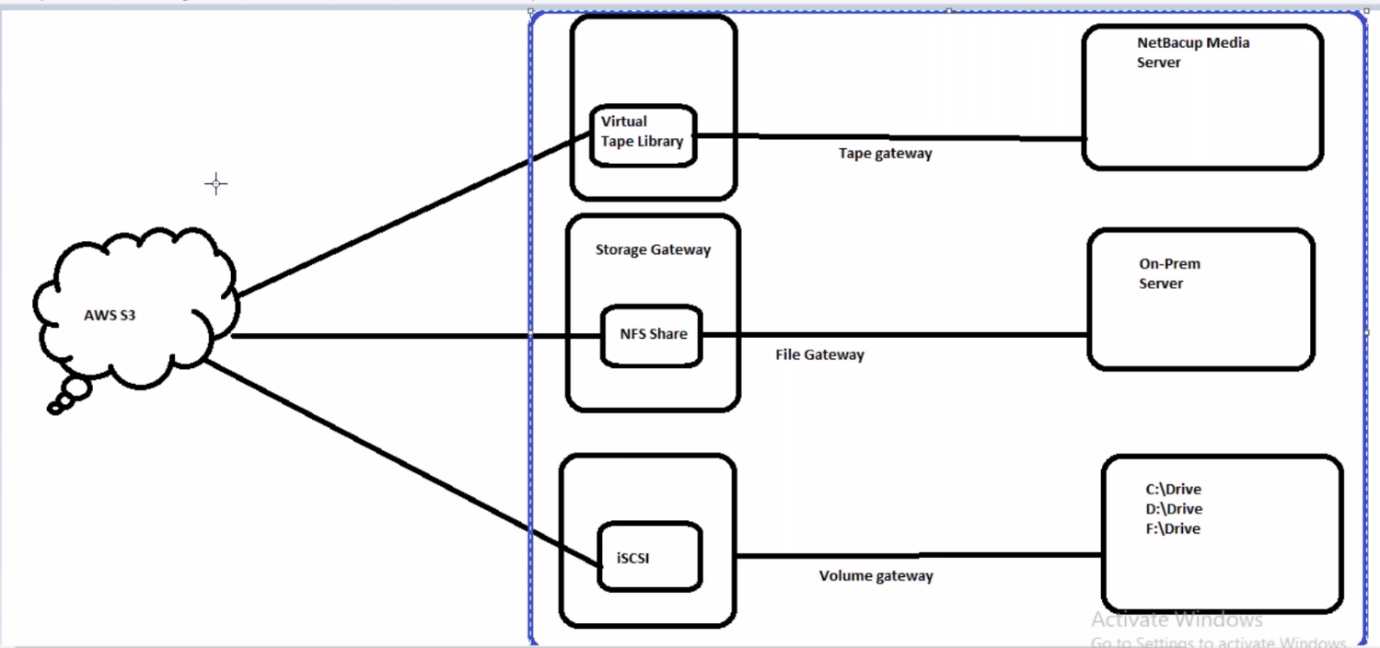 NetBacup Media
Server
Virtual
Tape Library
Tape gateway
Storage Gateway
On-Prem
Server
AWS S3
NFS Share
File Gateway
C:\Drive
D:\Drive
F:\Drive
iSCSI
Volume gateway
Activate Windows
Go to Settings to activate Windows.